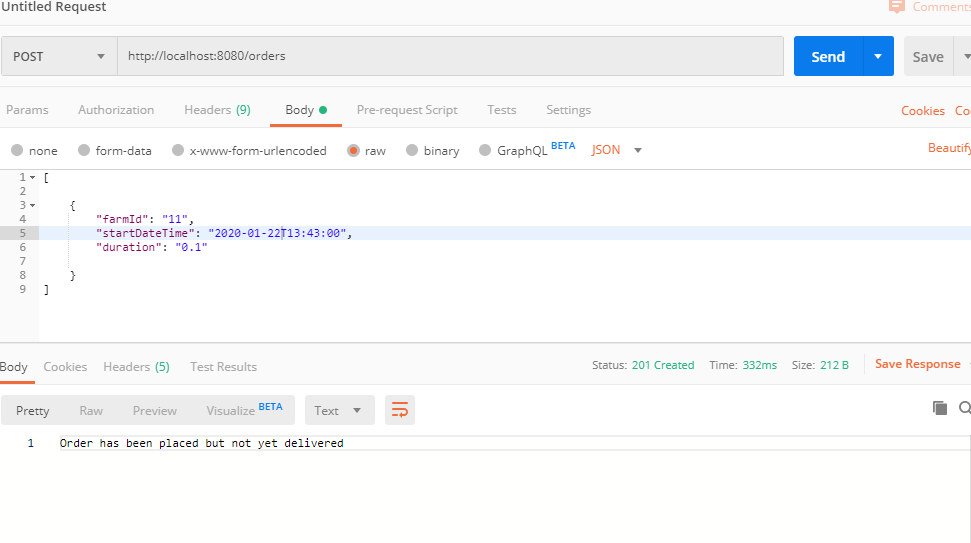 Untitled Request Comments
POST http://localhost:8080/orders Send Save
Params Authorization Headers (9) Body Pre-request Script Tests Settings Cookies Co
none form-data x-www-form-urlencoded raw binary GraphQL BETA JSON Beautify
1 [
2
3 {
4 "farmId": "11",
5 "startDateTime": "2020-01-22T13:43:00",
6 "duration": "0.1"
7
8 }
9 ]
Body Cookies Headers (5) Test Results Status: 201 Created Time: 332ms Size: 212 B Save Response
Pretty Raw Preview Visualize BETA Text
1 Order has been placed but not yet delivered